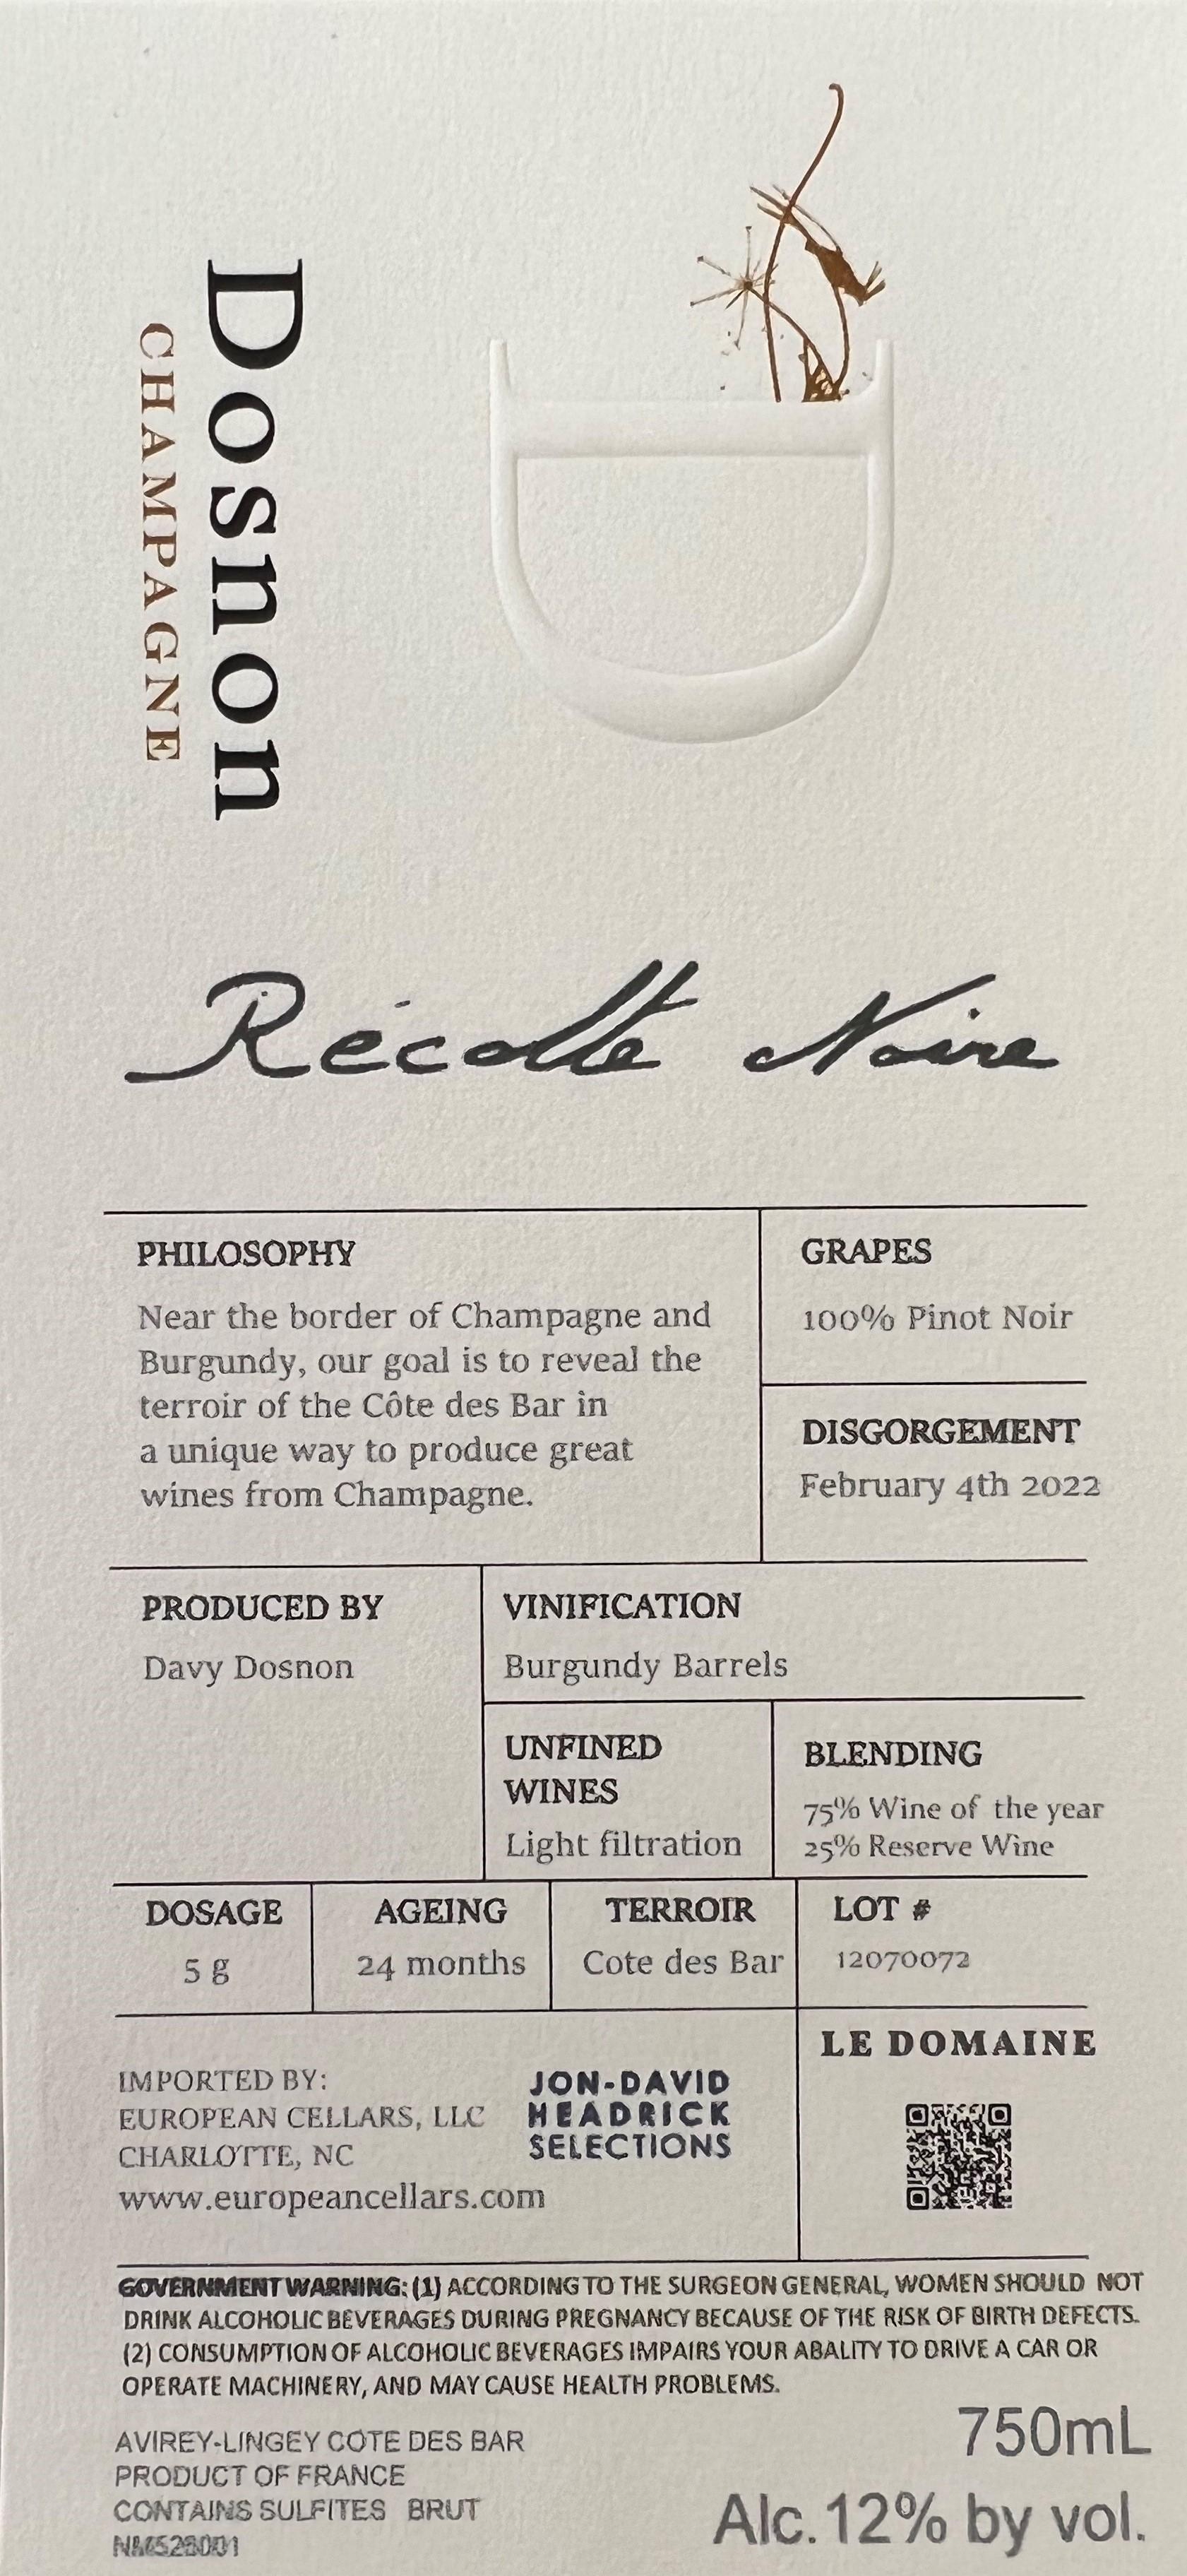 Dosnon
CHAMPAGNE
Récolte Noire
PHILOSOPHY
Near the border of Champagne and
Burgundy, our goal is to reveal the
terroir of the Côte des Bar in
a unique way to produce great
wines from Champagne.
GRAPES
100% Pinot Noir
DISGORGEMENT
February 4th 2022
PRODUCED BY
Davy Dosnon
VINIFICATION
Burgundy Barrels
UNFINED
WINES
Light filtration
BLENDING
75% Wine of the year
25% Reserve Wine
DOSAGE
5 g
AGEING
24 months
TERROIR
Cote des Bar
LOT #
12070072
IMPORTED BY:
EUROPEAN CELLARS, LLC
CHARLOTTE, NC
www.europeancellars.com
JON-DAVID
HEADRICK
SELECTIONS
LE DOMAINE
GOVERNMENT WARNING: (1) ACCORDING TO THE SURGEON GENERAL, WOMEN SHOULD NOT
DRINK ALCOHOLIC BEVERAGES DURING PREGNANCY BECAUSE OF THE RISK OF BIRTH DEFECTS.
(2) CONSUMPTION OF ALCOHOLIC BEVERAGES IMPAIRS YOUR ABALITY TO DRIVE A CAR OR
OPERATE MACHINERY, AND MAY CAUSE HEALTH PROBLEMS.
AVIREY-LINGEY COTE DES BAR
PRODUCT OF FRANCE
CONTAINS SULFITES BRUT
750mL
Alc.12% by vol.